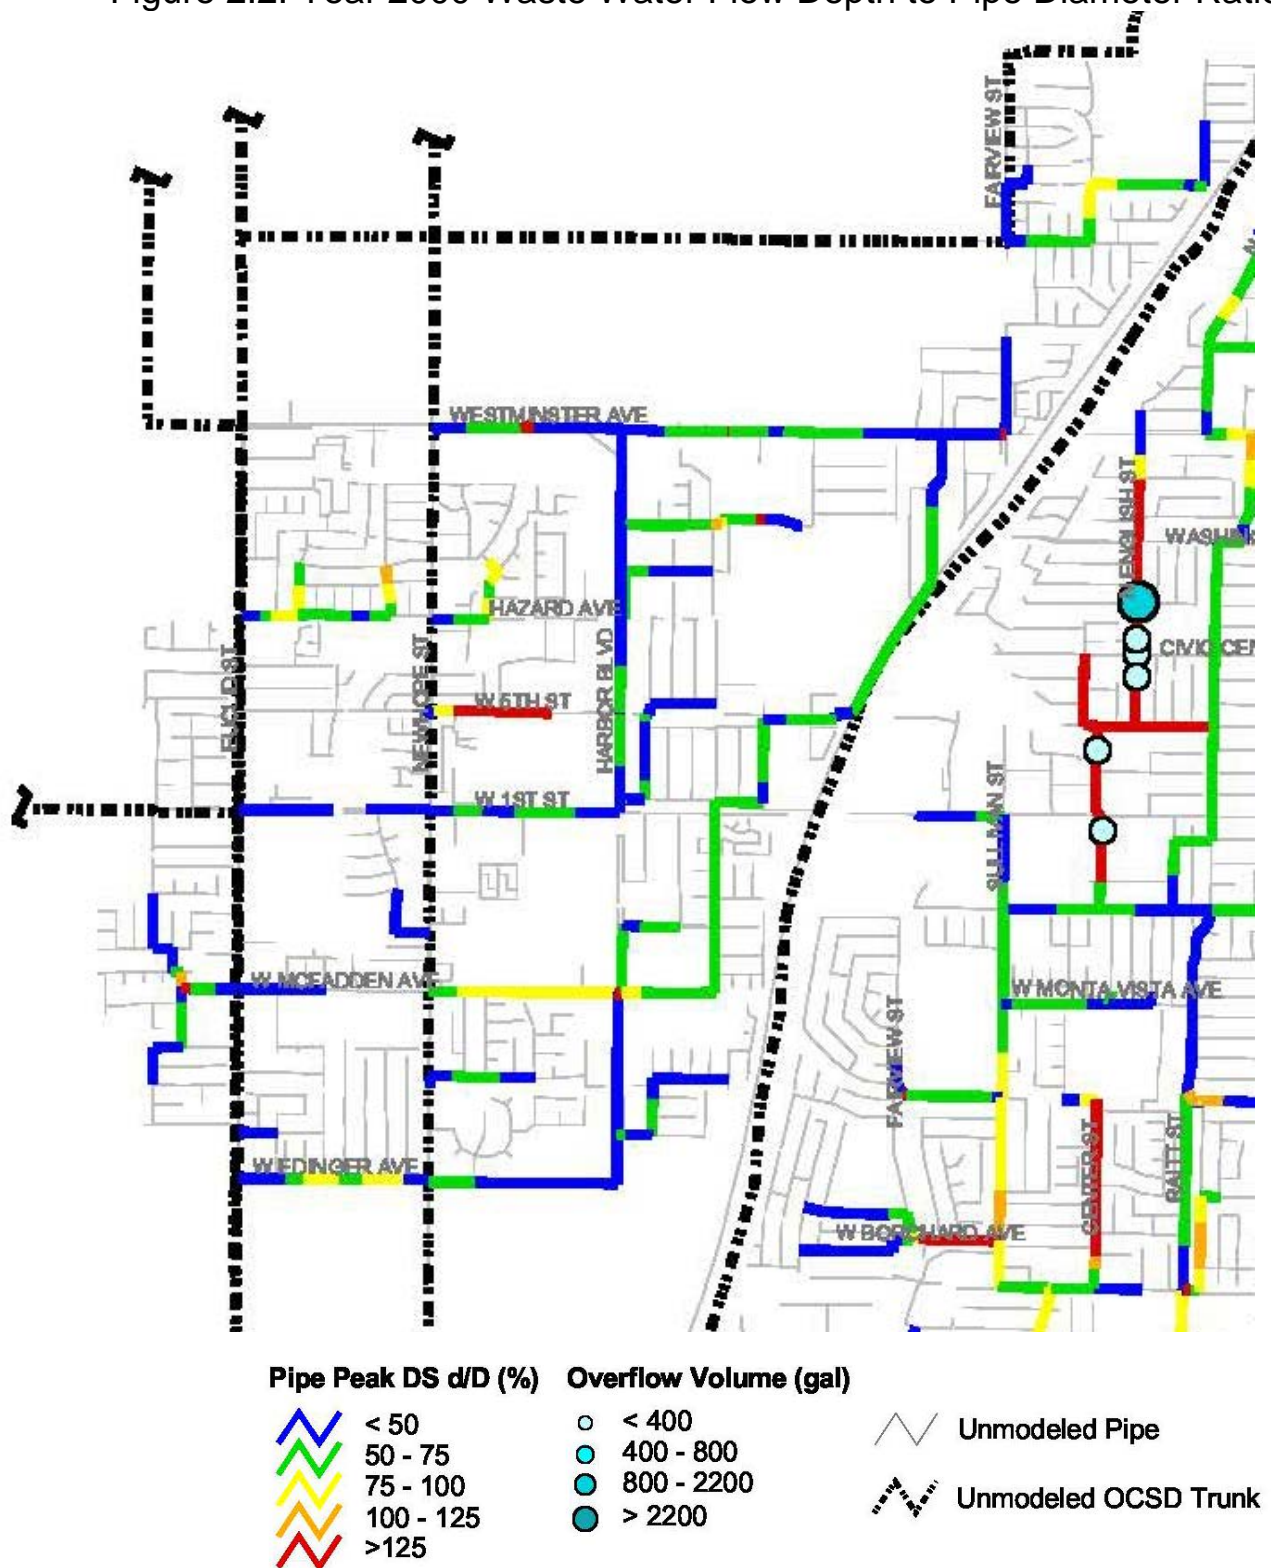 Figure 2.2. Year 2000 Waste Water Flow Depth to Pipe Diameter Ratio
FAIRVIEW ST
WESTMINSTER AVE
N ENGLISH ST
WASHIN
HAZARD AVE
CIVIC CEN
EUCLID ST
NEWHOPE ST
HARBOR BLVD
W 5TH ST
W 1ST ST
SULLIVAN ST
W MCFADDEN AVE
W MONTA VISTA AVE
FAIRVIEW ST
CENTER ST
RAITT ST
W EDINGER AVE
W BORCHARD AVE
Pipe Peak DS d/D (%)
< 50
50 - 75
75 - 100
100 - 125
>125
Overflow Volume (gal)
< 400
400 - 800
800 - 2200
> 2200
Unmodeled Pipe
Unmodeled OCSD Trunk